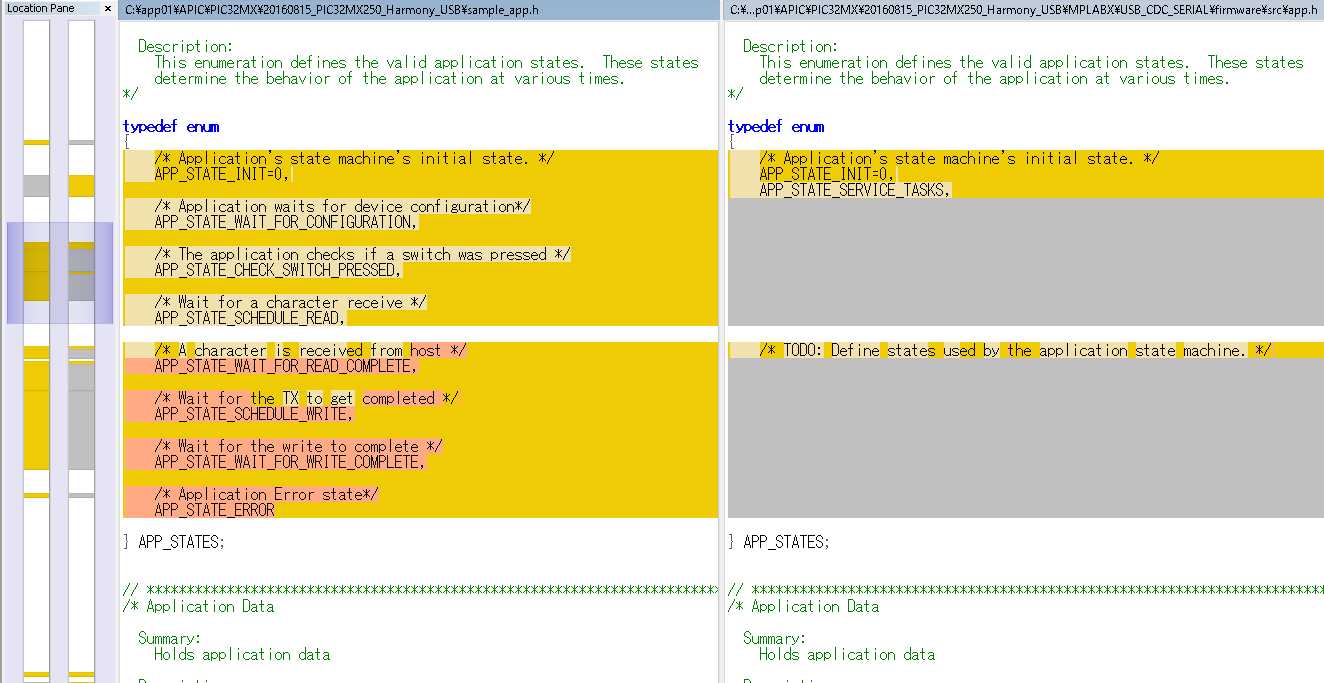 Location Pane ×
C:¥app01¥APIC¥PIC32MX¥20160815_PIC32MX250_Harmony_USB¥sample_app.h
Description:
This enumeration defines the valid application states.  These states
determine the behavior of the application at various times.
*/
typedef enum
{
/* Application's state machine's initial state. */
APP_STATE_INIT=0,
/* Application waits for device configuration*/
APP_STATE_WAIT_FOR_CONFIGURATION,
/* The application checks if a switch was pressed */
APP_STATE_CHECK_SWITCH_PRESSED,
/* Wait for a character receive */
APP_STATE_SCHEDULE_READ,
/* A character is received from host */
APP_STATE_WAIT_FOR_READ_COMPLETE,
/* Wait for the TX to get completed */
APP_STATE_SCHEDULE_WRITE,
/* Wait for the write to complete */
APP_STATE_WAIT_FOR_WRITE_COMPLETE,
/* Application Error state*/
APP_STATE_ERROR
} APP_STATES;
// ************************************************************************
/* Application Data
Summary:
Holds application data
C:¥...p01¥APIC¥PIC32MX¥20160815_PIC32MX250_Harmony_USB¥MPLABX¥USB_CDC_SERIAL¥firmware¥src¥app.h
Description:
This enumeration defines the valid application states.  These states
determine the behavior of the application at various times.
*/
typedef enum
{
/* Application's state machine's initial state. */
APP_STATE_INIT=0,
APP_STATE_SERVICE_TASKS,
/* TODO: Define states used by the application state machine. */
} APP_STATES;
// ************************************************************************
/* Application Data
Summary:
Holds application data